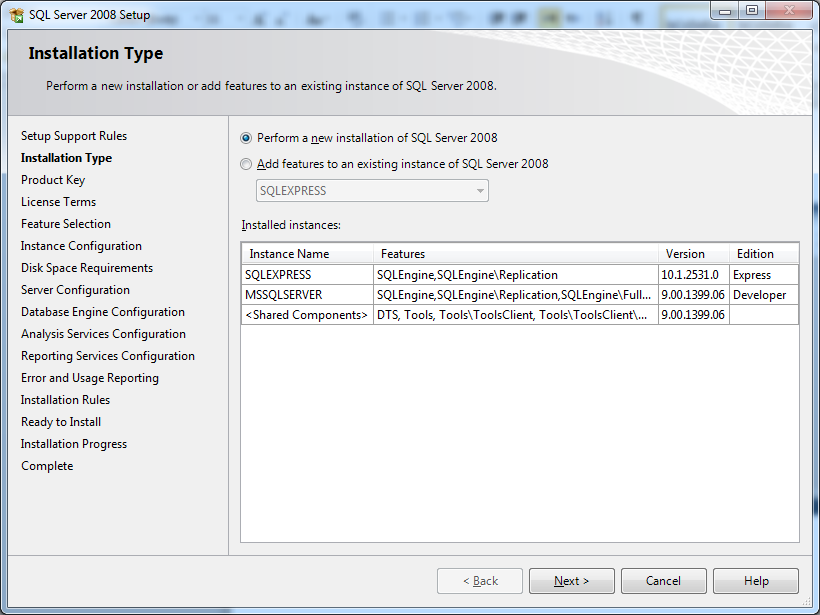 SQL Server 2008 Setup
Installation Type
Perform a new installation or add features to an existing instance of SQL Server 2008.
Setup Support Rules
Installation Type
Product Key
License Terms
Feature Selection
Instance Configuration
Disk Space Requirements
Server Configuration
Database Engine Configuration
Analysis Services Configuration
Reporting Services Configuration
Error and Usage Reporting
Installation Rules
Ready to Install
Installation Progress
Complete
Perform a new installation of SQL Server 2008
Add features to an existing instance of SQL Server 2008
SQLEXPRESS
Installed instances:
Instance Name Features Version Edition
SQLEXPRESS SQLEngine,SQLEngine\Replication 10.1.2531.0 Express
MSSQLSERVER SQLEngine,SQLEngine\Replication,SQLEngine\Full... 9.00.1399.06 Developer
<Shared Components> DTS, Tools, Tools\ToolsClient, Tools\ToolsClient\... 9.00.1399.06
< Back Next > Cancel Help